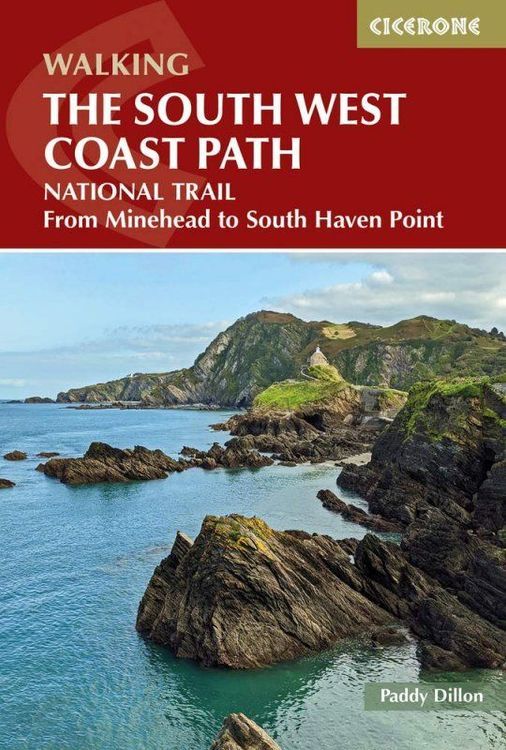 CICERONE
WALKING
THE SOUTH WEST
COAST PATH
NATIONAL TRAIL
From Minehead to South Haven Point
Paddy Dillon